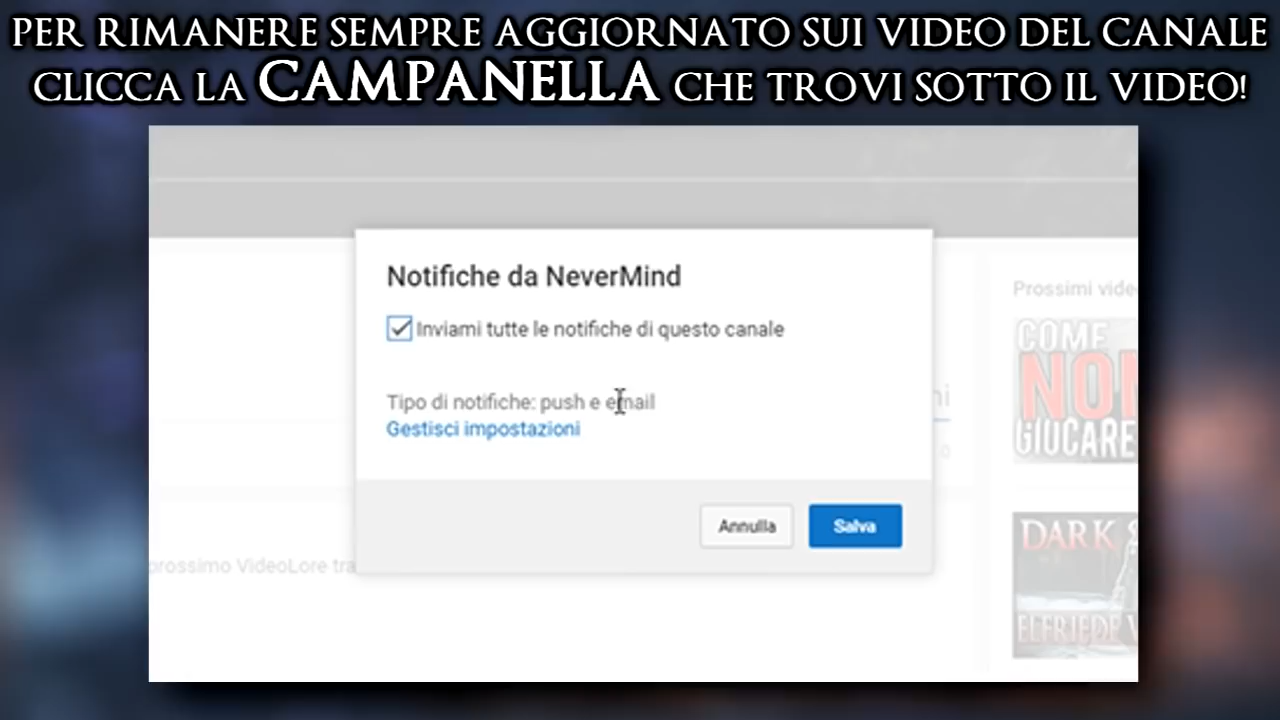 PER RIMANERE SEMPRE AGGIORNATO SUI VIDEO DEL CANALE
CLICCA LA CAMPANELLA CHE TROVI SOTTO IL VIDEO!
Notifiche da NeverMind
Inviami tutte le notifiche di questo canale
Tipo di notifiche: push e email
Gestisci impostazioni
Annulla
Salva
prossimo VideoLore
Prossimi
COME
NON
GIOCARE
DARK
ELFRIEDE